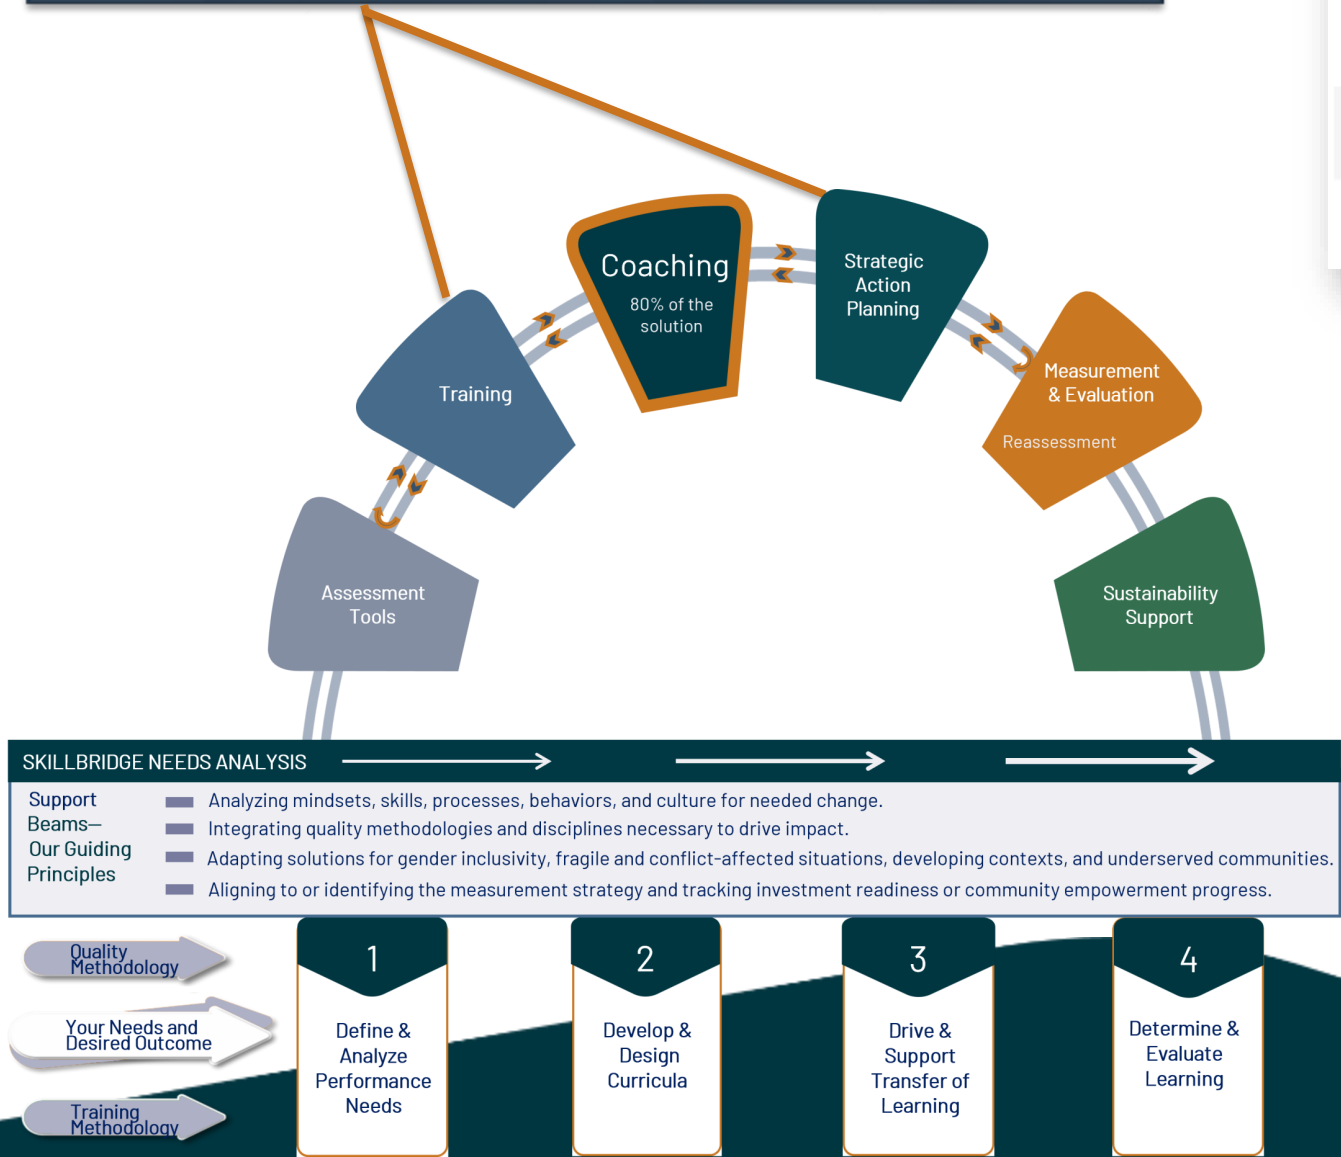 Coaching
80% of the
solution
Strategic
Action
Planning
Training
Measurement
& Evaluation
Reassessment
Assessment
Tools
Sustainability
Support
SKILLBRIDGE NEEDS ANALYSIS
Support
Beams—
Our Guiding
Principles
Analyzing mindsets, skills, processes, behaviors, and culture for needed change.
Integrating quality methodologies and disciplines necessary to drive impact.
Adapting solutions for gender inclusivity, fragile and conflict-affected situations, developing contexts, and underserved communities.
Aligning to or identifying the measurement strategy and tracking investment readiness or community empowerment progress.
Quality
Methodology
Your Needs and
Desired Outcome
Training
Methodology
1
Define &
Analyze
Performance
Needs
2
Develop &
Design
Curricula
3
Drive &
Support
Transfer of
Learning
4
Determine &
Evaluate
Learning